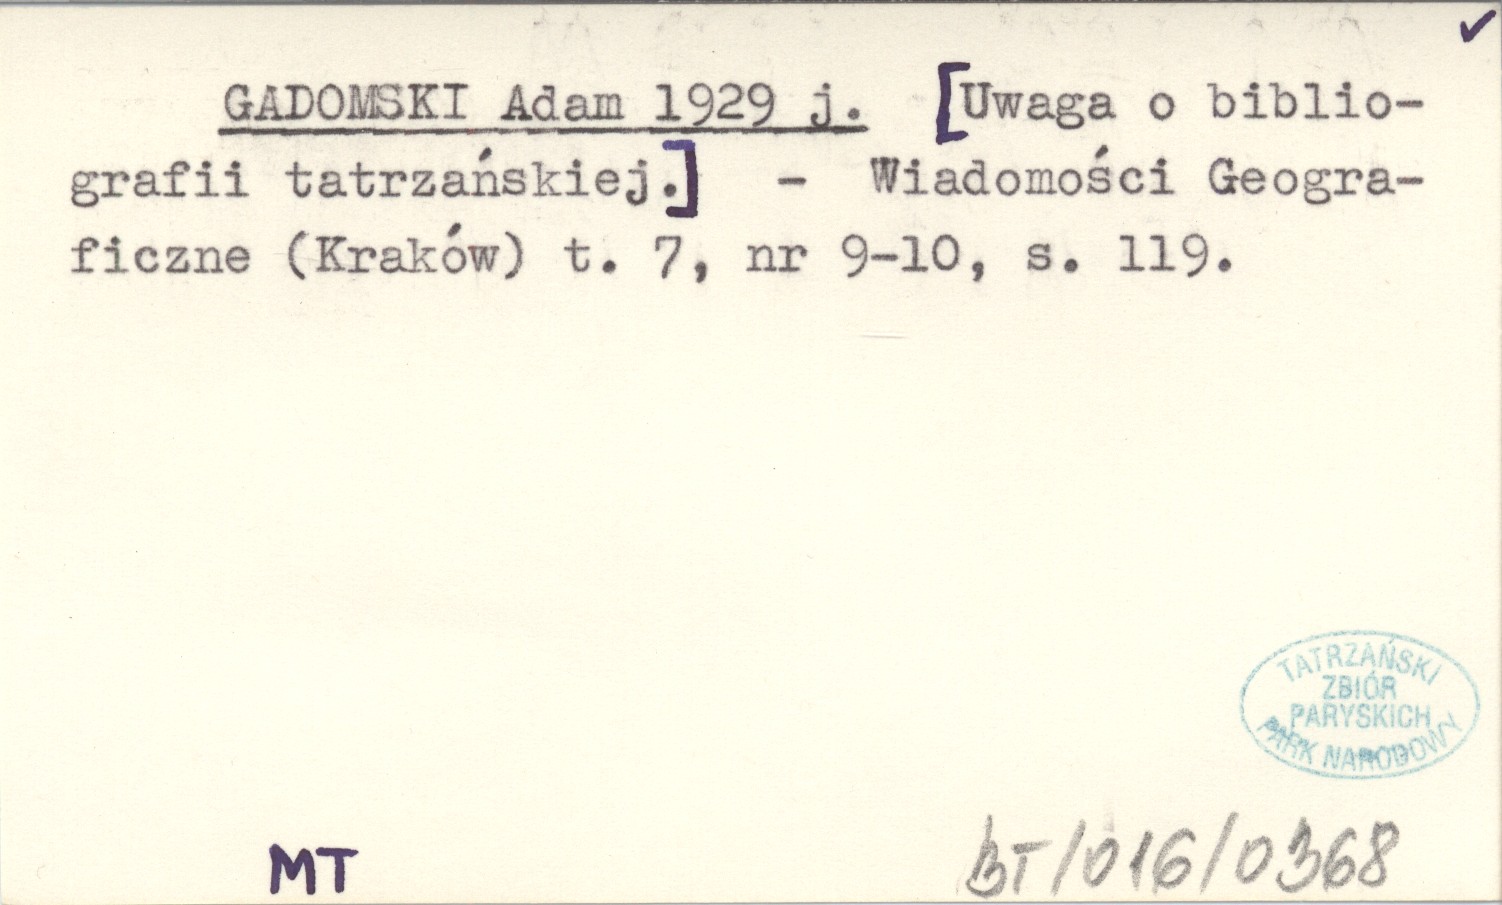 ✓
GADOMSKI Adam 1929 j. [Uwaga o biblio-
grafii tatrzańskiej.] - Wiadomości Geogra-
ficzne (Kraków) t. 7, nr 9-10, s. 119.
TATRZAŃSKI
ZBIÓR
PARYSKICH
PARK NARODOWY
MT
BT/016/0368